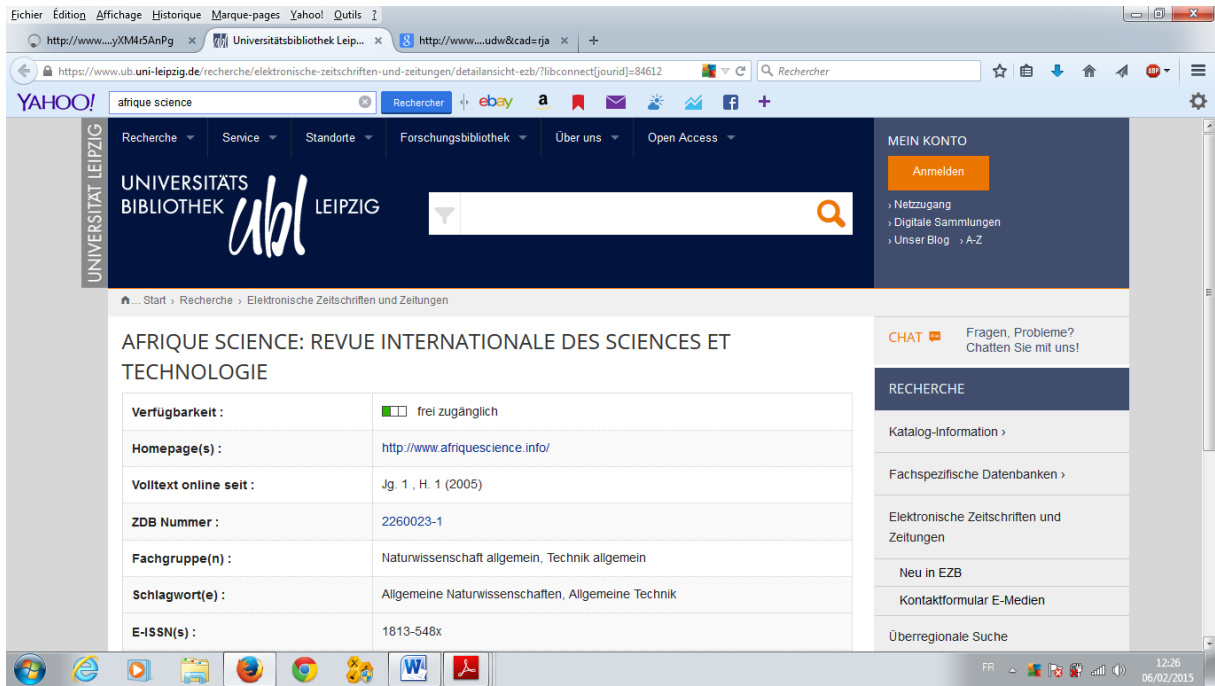 Fichier Édition Affichage Historique Marque-pages Yahoo! Outils ?
http://www....yXM4r5AnPg × Universitätsbibliothek Leip... × http://www....udw&cad=rja × +
https://www.ub.uni-leipzig.de/recherche/elektronische-zeitschriften-und-zeitungen/detailansicht-ezb/?libconnect[jourid]=84612 Rechercher
YAHOO! afrique science Rechercher ebay a
UNIVERSITÄT LEIPZIG
Recherche Service Standorte Forschungsbibliothek Über uns Open Access
MEIN KONTO
Anmelden
› Netzzugang
› Digitale Sammlungen
› Unser Blog › A-Z
UNIVERSITÄTS
BIBLIOTHEK ubl LEIPZIG
... Start › Recherche › Elektronische Zeitschriften und Zeitungen
AFRIQUE SCIENCE: REVUE INTERNATIONALE DES SCIENCES ET
TECHNOLOGIE
Verfügbarkeit : frei zugänglich
Homepage(s) : http://www.afriquescience.info/
Volltext online seit : Jg. 1 , H. 1 (2005)
ZDB Nummer : 2260023-1
Fachgruppe(n) : Naturwissenschaft allgemein, Technik allgemein
Schlagwort(e) : Allgemeine Naturwissenschaften, Allgemeine Technik
E-ISSN(s) : 1813-548x
CHAT Fragen, Probleme?
Chatten Sie mit uns!
RECHERCHE
Katalog-Information ›
Fachspezifische Datenbanken ›
Elektronische Zeitschriften und
Zeitungen
Neu in EZB
Kontaktformular E-Medien
Überregionale Suche
FR 12:26
06/02/2015